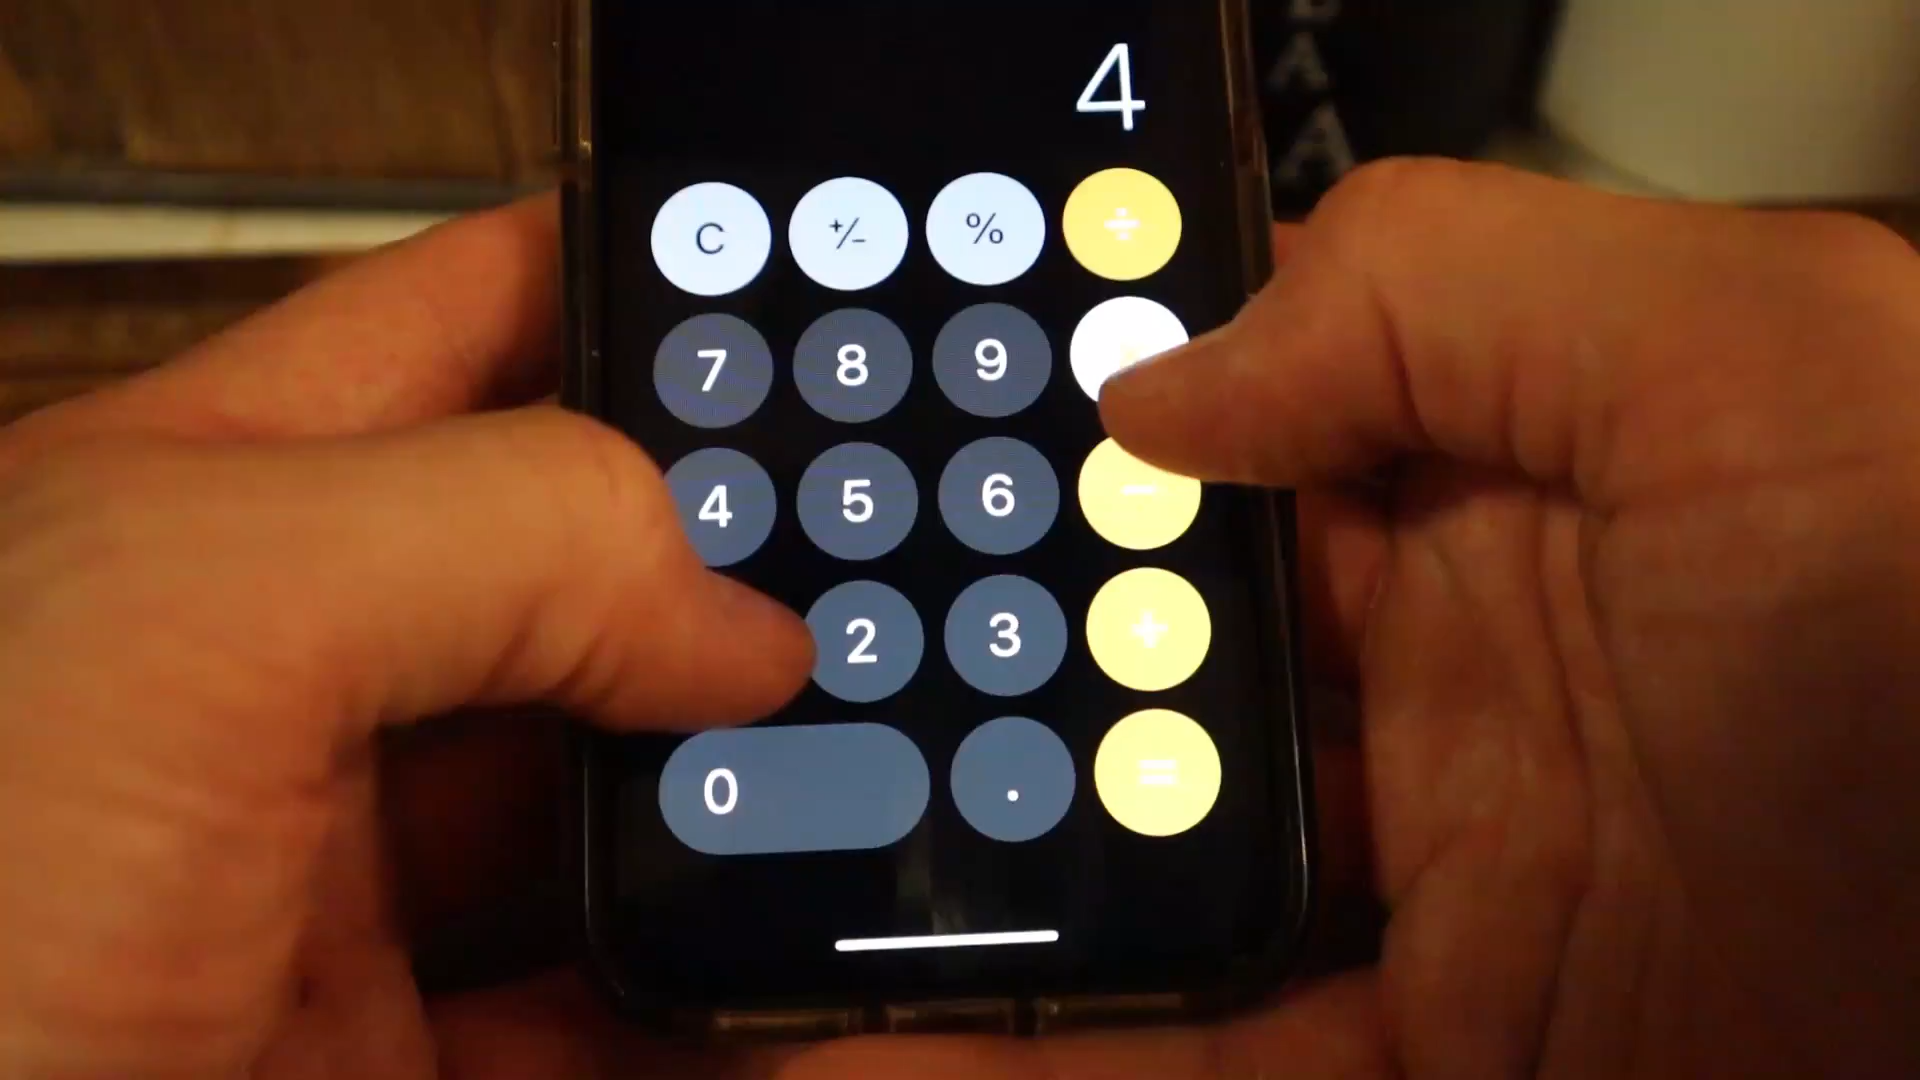 4
C +/- % ÷
7 8 9 ×
4 5 6 −
2 3 +
0 . =